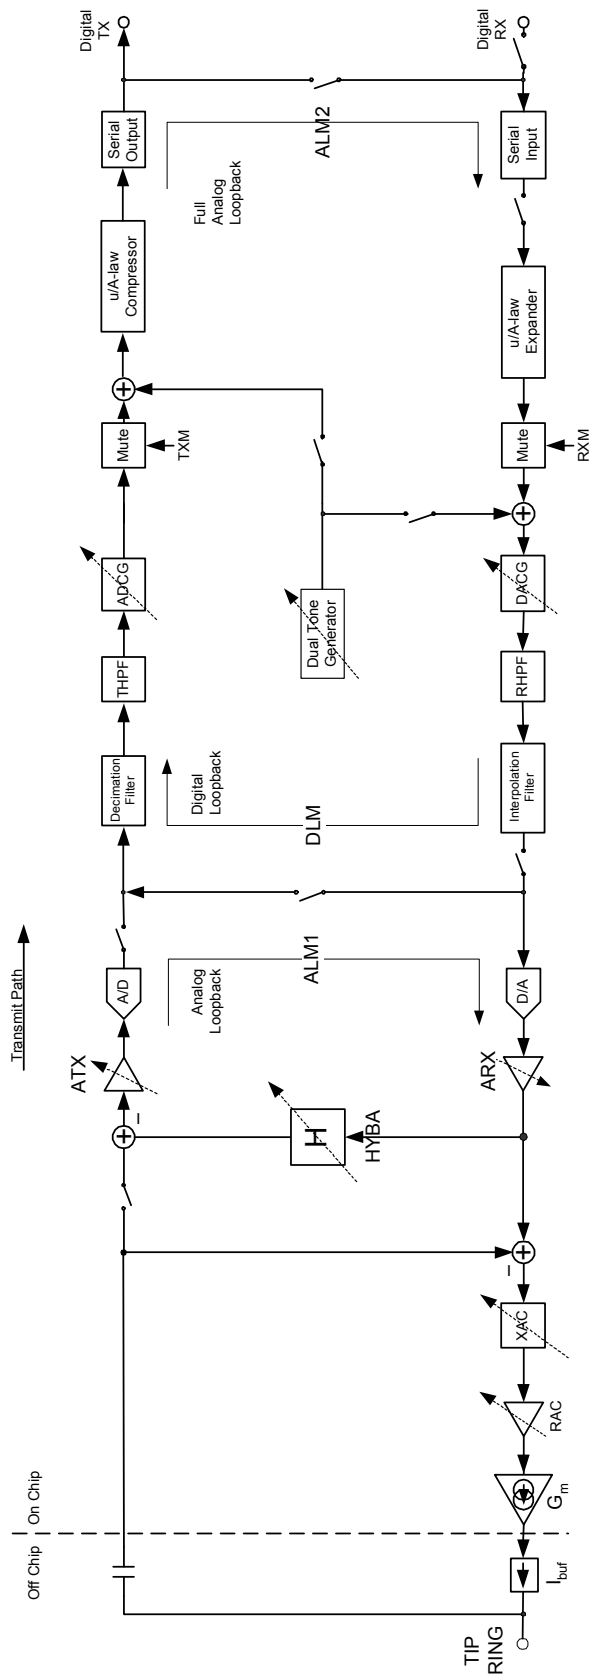 Off Chip
On Chip
Transmit Path
TIP
RING
I buf
G m
RAC
XAC
–
+
–
+
H
HYBA
ATX
ARX
A/D
D/A
Analog
Loopback
ALM1
Decimation
Filter
Interpolation
Filter
Digital
Loopback
DLM
THPF
RHPF
ADCG
DACG
Dual Tone
Generator
Mute
TXM
Mute
RXM
+
+
u/A-law
Compressor
u/A-law
Expander
Full
Analog
Loopback
ALM2
Serial
Output
Serial
Input
Digital
TX
Digital
RX